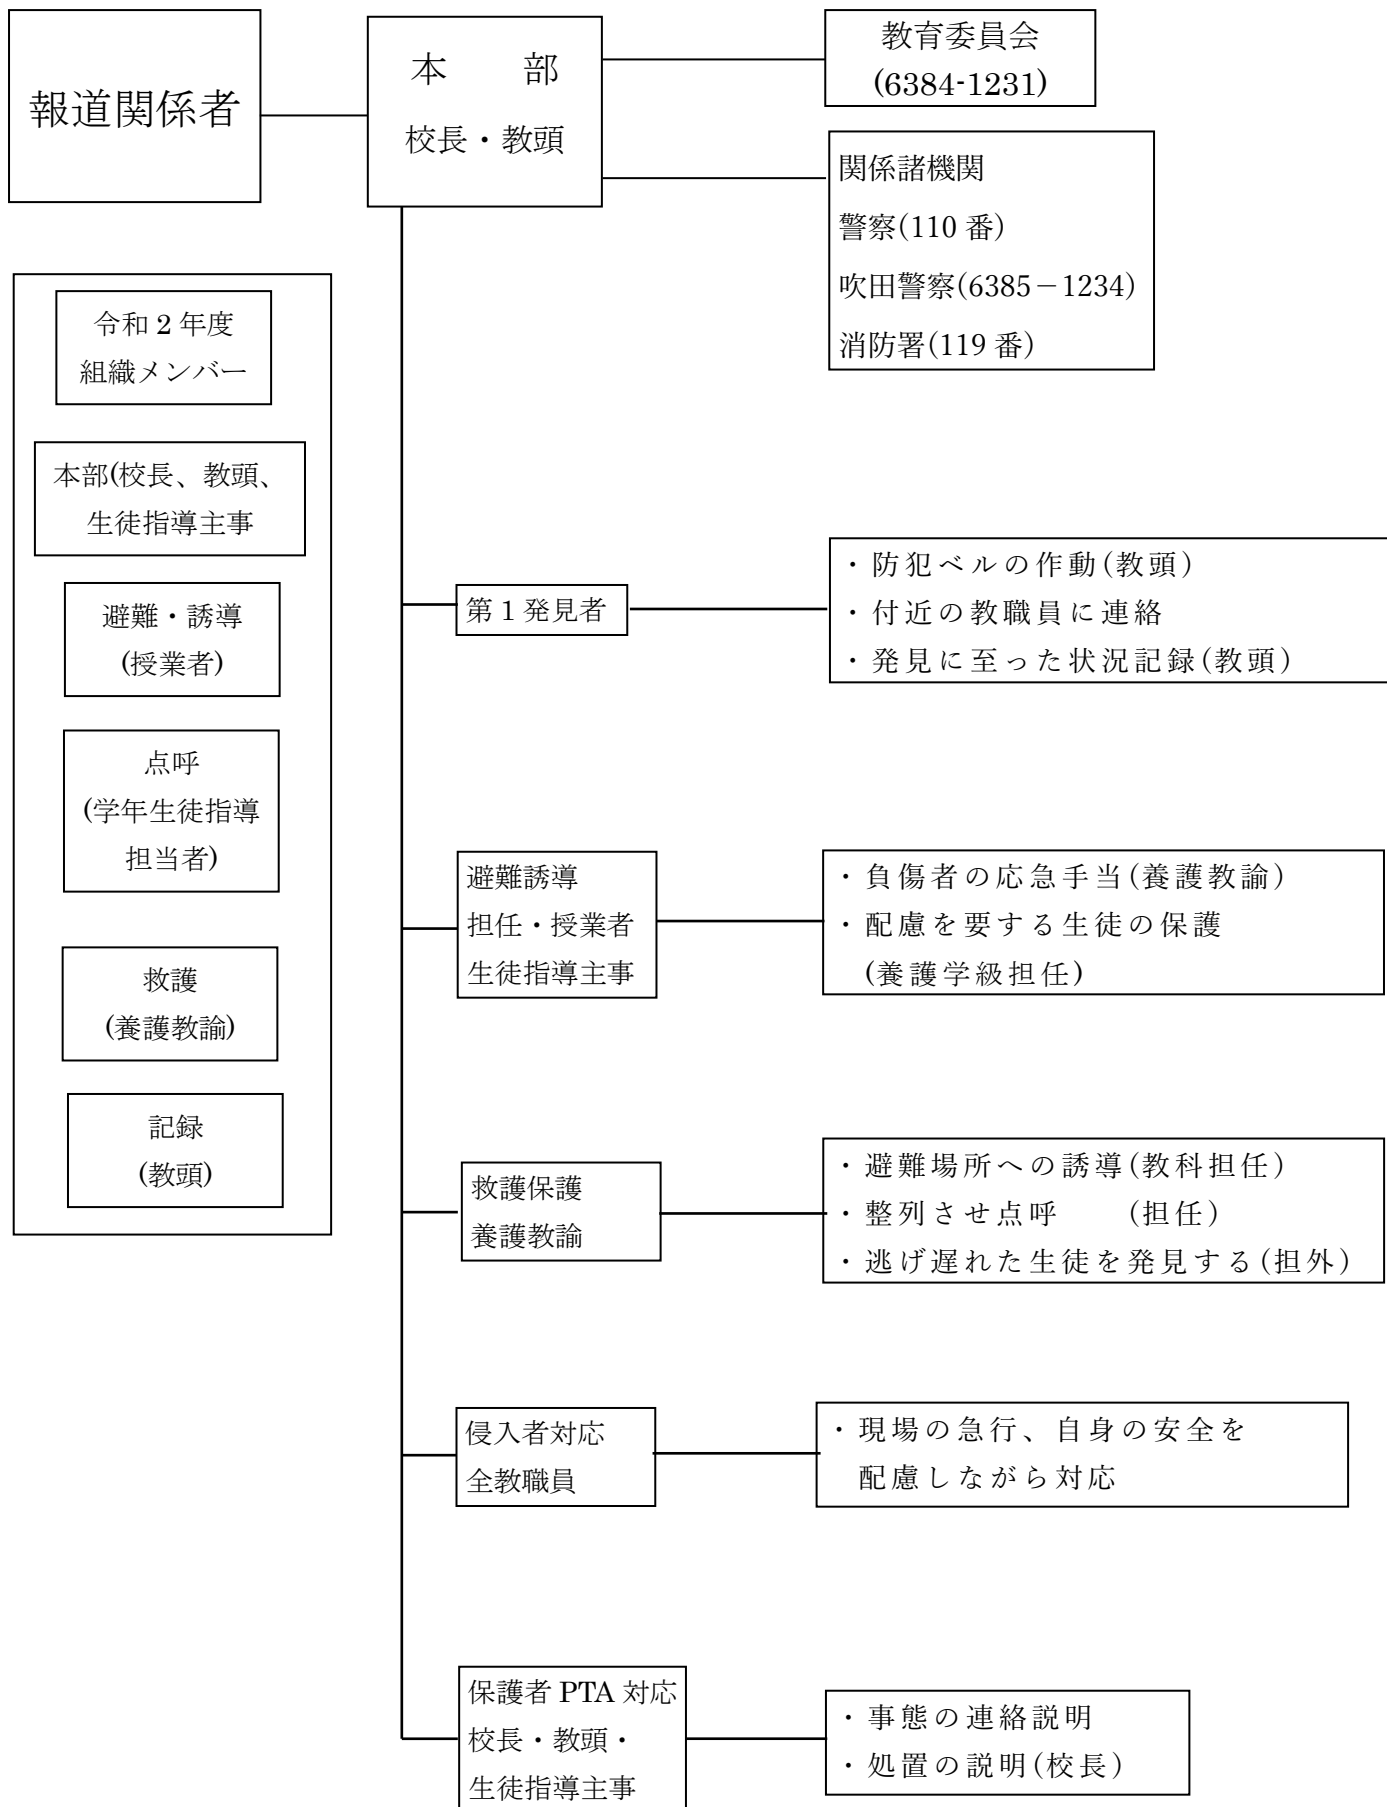 報道関係者
本　　部
校長・教頭
教育委員会
(6384-1231)
関係諸機関
警察(110 番)
吹田警察(6385－1234)
消防署(119 番)
令和 2 年度
組織メンバー
本部(校長、教頭、
生徒指導主事
避難・誘導
(授業者)
点呼
(学年生徒指導
担当者)
救護
(養護教諭)
記録
(教頭)
第 1 発見者
・防犯ベルの作動(教頭)
・付近の教職員に連絡
・発見に至った状況記録(教頭)
避難誘導
担任・授業者
生徒指導主事
・負傷者の応急手当(養護教諭)
・配慮を要する生徒の保護
(養護学級担任)
救護保護
養護教諭
・避難場所への誘導(教科担任)
・整列させ点呼　　(担任)
・逃げ遅れた生徒を発見する(担外)
侵入者対応
全教職員
・現場の急行、自身の安全を
配慮しながら対応
保護者 PTA 対応
校長・教頭・
生徒指導主事
・事態の連絡説明
・処置の説明(校長)